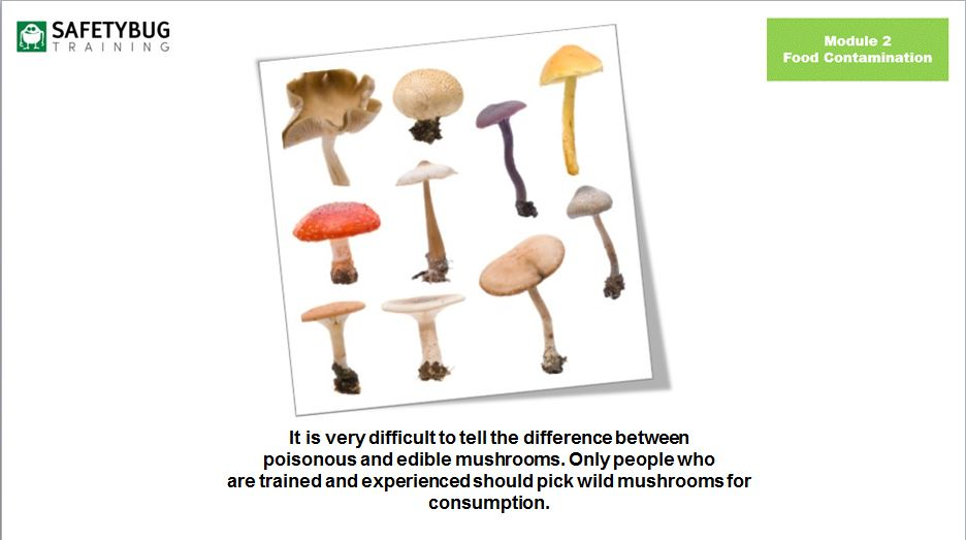 SAFETYBUG
TRAINING
Module 2
Food Contamination
It is very difficult to tell the difference between
poisonous and edible mushrooms. Only people who
are trained and experienced should pick wild mushrooms for
consumption.